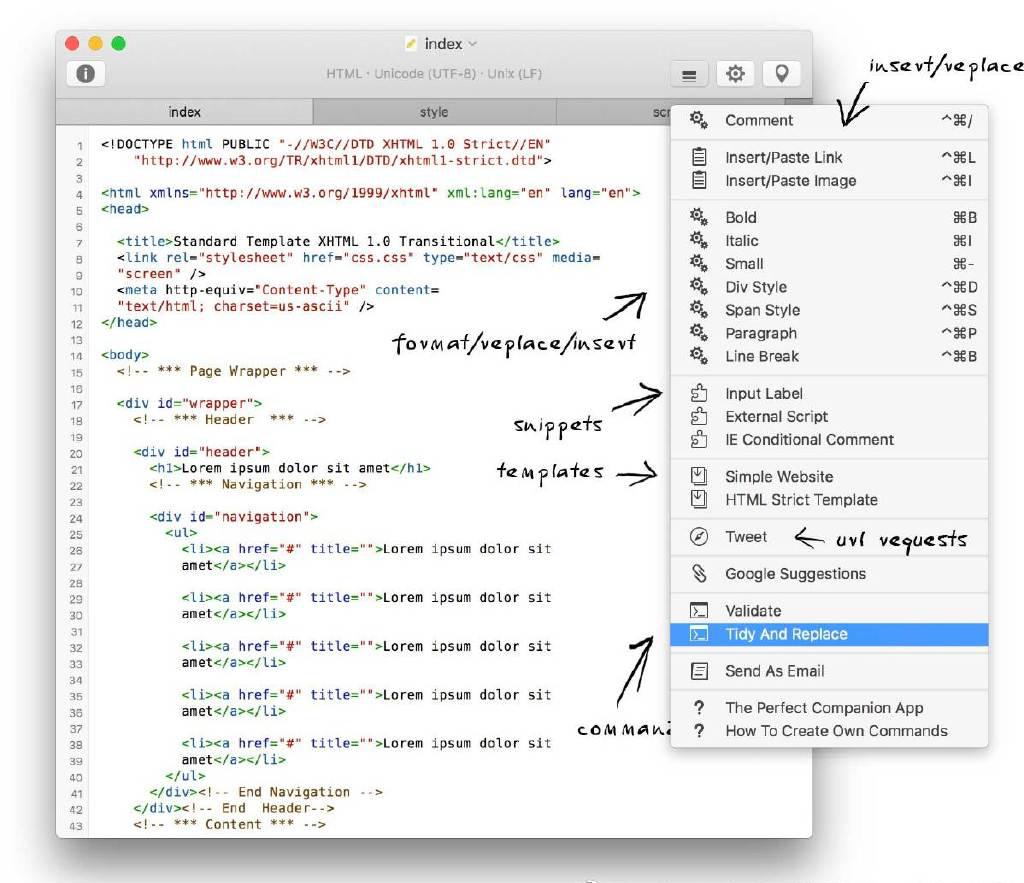 index
HTML · Unicode (UTF-8) · Unix (LF)
index
style
insert/replace
1 <!DOCTYPE html PUBLIC "-//W3C//DTD XHTML 1.0 Strict//EN"
2 "http://www.w3.org/TR/xhtml1/DTD/xhtml1-strict.dtd">
3
4 <html xmlns="http://www.w3.org/1999/xhtml" xml:lang="en" lang="en">
5 <head>
6
7 <title>Standard Template XHTML 1.0 Transitional</title>
8 <link rel="stylesheet" href="css.css" type="text/css" media=
9 "screen" />
10 <meta http-equiv="Content-Type" content=
11 "text/html; charset=us-ascii" />
12 </head>
13
14 <body>
15 <!-- *** Page Wrapper *** -->
16
17 <div id="wrapper">
18 <!-- *** Header  *** -->
19
20 <div id="header">
21 <h1>Lorem ipsum dolor sit amet</h1>
22 <!-- *** Navigation *** -->
23
24 <div id="navigation">
25 <ul>
26 <li><a href="#" title="">Lorem ipsum dolor sit
27 amet</a></li>
28
29 <li><a href="#" title="">Lorem ipsum dolor sit
30 amet</a></li>
31
32 <li><a href="#" title="">Lorem ipsum dolor sit
33 amet</a></li>
34
35 <li><a href="#" title="">Lorem ipsum dolor sit
36 amet</a></li>
37
38 <li><a href="#" title="">Lorem ipsum dolor sit
39 amet</a></li>
40 </ul>
41 </div><!-- End Navigation -->
42 </div><!-- End  Header-->
43 <!-- *** Content *** -->
format/replace/insert
snippets
templates
Comment ^⌘/
Insert/Paste Link ^⌘L
Insert/Paste Image ^⌘I
Bold ⌘B
Italic ⌘I
Small ⌘-
Div Style ^⌘D
Span Style ^⌘S
Paragraph ^⌘P
Line Break ^⌘B
Input Label
External Script
IE Conditional Comment
Simple Website
HTML Strict Template
Tweet
url requests
Google Suggestions
Validate
Tidy And Replace
Send As Email
? The Perfect Companion App
? How To Create Own Commands